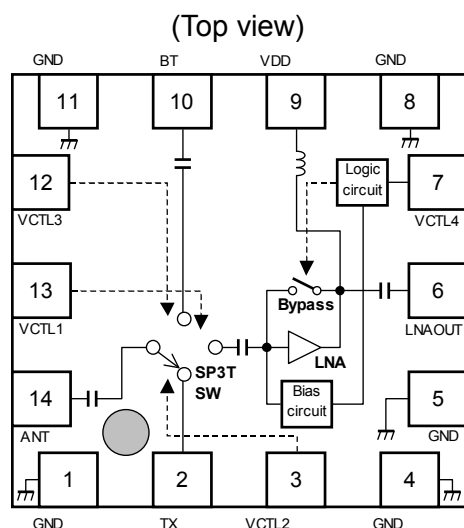 (Top view)
GND BT VDD GND
11 10 9 8
12 Logic circuit 7
VCTL3 VCTL4
13 Bypass 6
VCTL1 LNAOUT
SP3T SW LNA
14 Bias circuit 5
ANT GND
1 2 3 4
GND TX VCTL2 GND